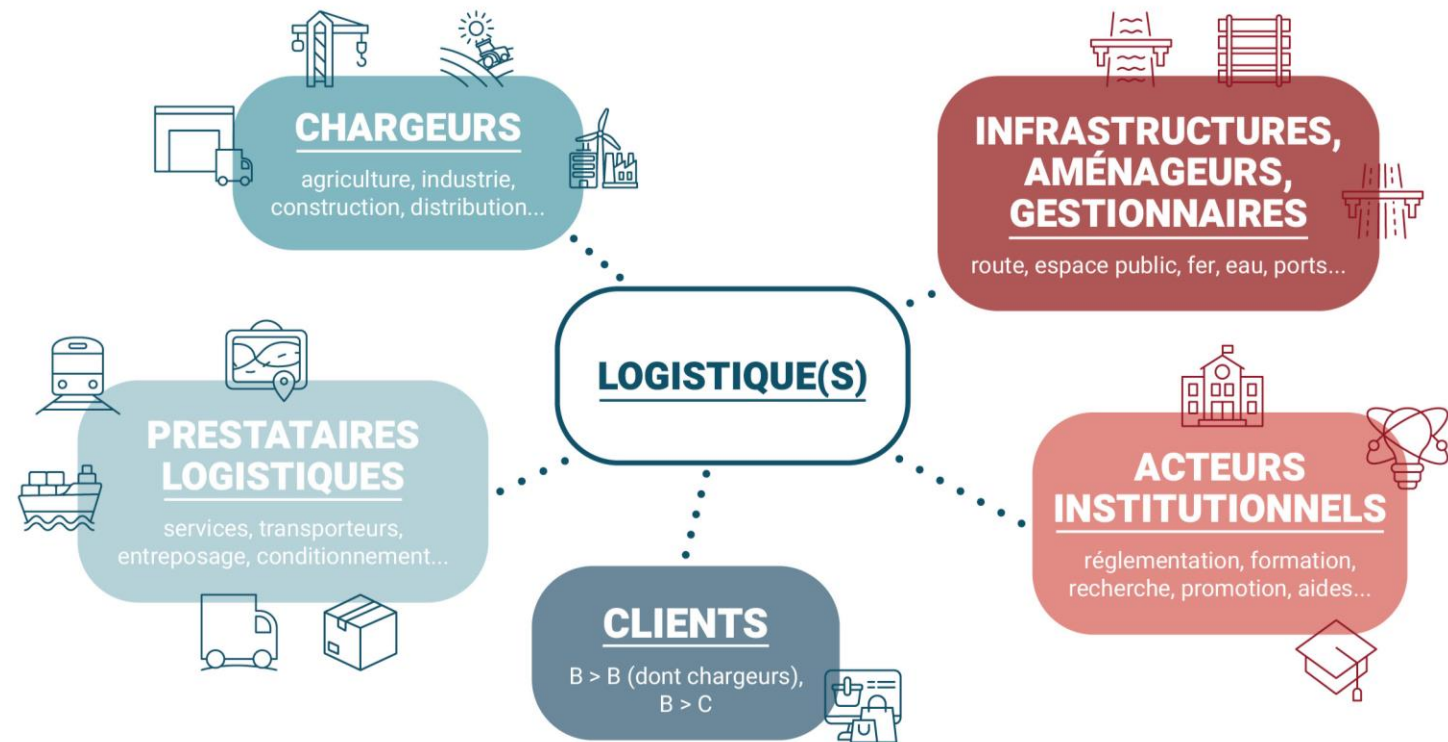 CHARGEURS
agriculture, industrie,
construction, distribution...
INFRASTRUCTURES,
AMÉNAGEURS,
GESTIONNAIRES
route, espace public, fer, eau, ports...
LOGISTIQUE(S)
PRESTATAIRES
LOGISTIQUES
services, transporteurs,
entreposage, conditionnement...
ACTEURS
INSTITUTIONNELS
réglementation, formation,
recherche, promotion, aides...
CLIENTS
B > B (dont chargeurs),
B > C